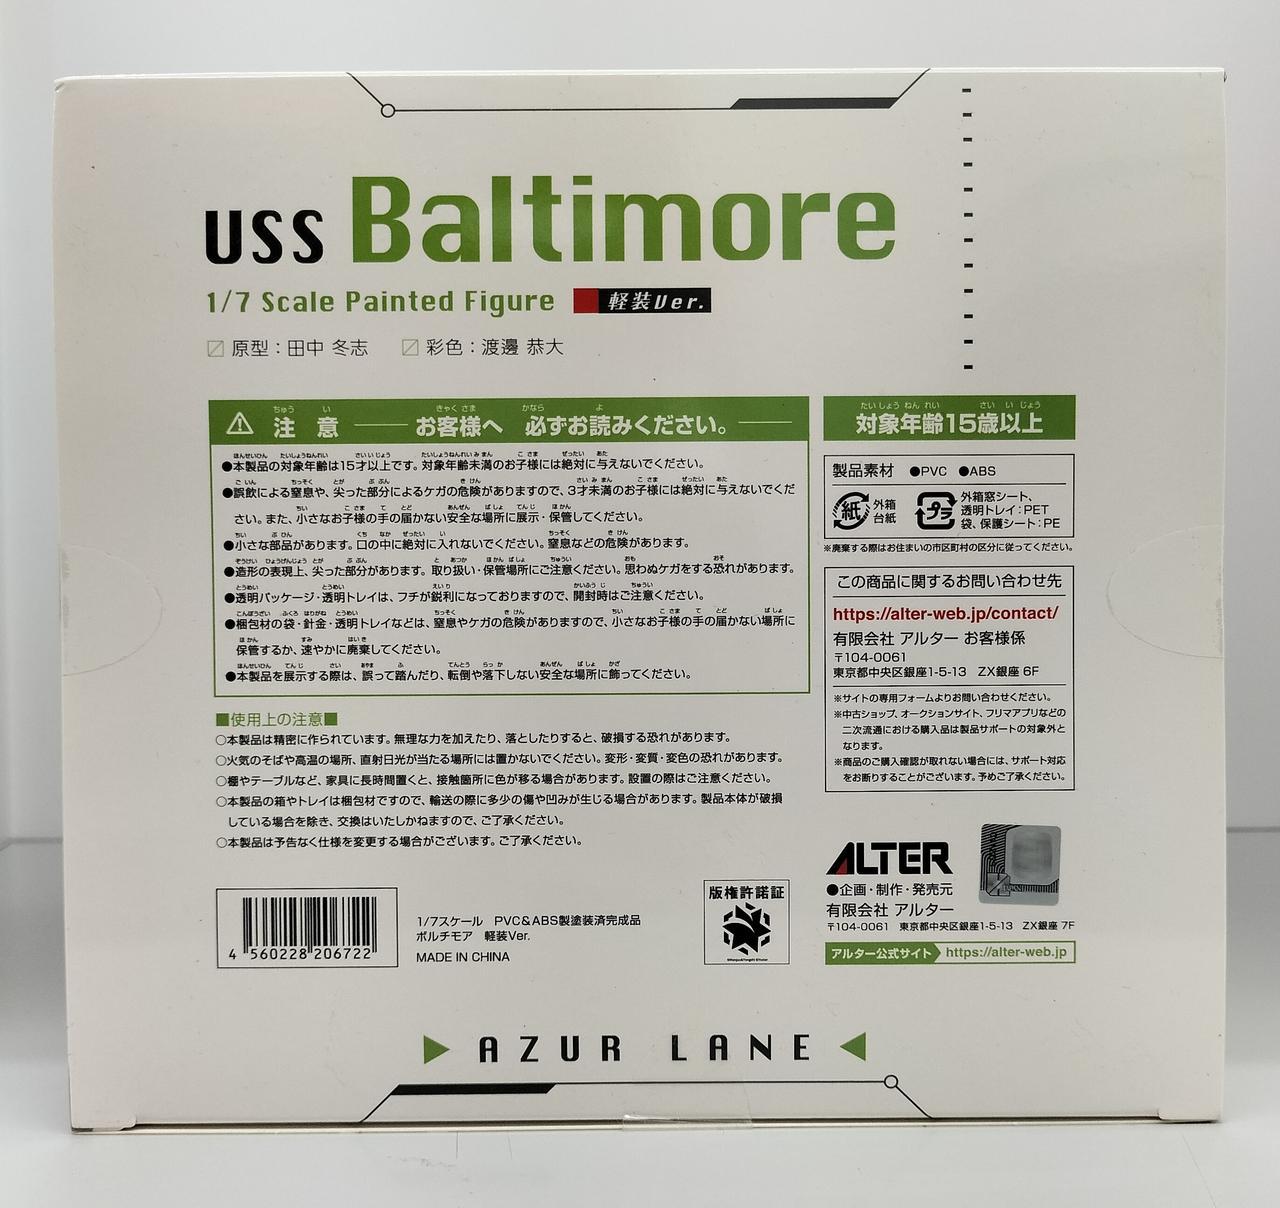 USS Baltimore
1/7 Scale Painted Figure 軽装Ver.
原型：田中 冬志 彩色：渡邊 恭大
注意 お客様へ 必ずお読みください。
●本製品の対象年齢は15才以上です。対象年齢未満のお子様には絶対に与えないでください。
●誤飲による窒息や、尖った部分によるケガの危険がありますので、3才未満のお子様には絶対に与えないでくだ
さい。また、小さなお子様の手の届かない安全な場所に展示・保管してください。
●小さな部品があります。口の中に絶対に入れないでください。窒息などの危険があります。
●造形の表現上、尖った部分があります。取り扱い・保管場所にご注意ください。思わぬケガをする恐れがあります。
●透明パッケージ・透明トレイは、フチが鋭利になっておりますので、開封時はご注意ください。
●梱包材の袋・針金・透明トレイなどは、窒息やケガの危険がありますので、小さなお子様の手の届かない場所に
保管するか、速やかに廃棄してください。
●本製品を展示する際は、誤って踏んだり、転倒や落下しない安全な場所に飾ってください。
■使用上の注意■
○本製品は精密に作られています。無理な力を加えたり、落としたりすると、破損する恐れがあります。
○火気のそばや高温の場所、直射日光が当たる場所には置かないでください。変形・変質・変色の恐れがあります。
○棚やテーブルなど、家具に長時間置くと、接触箇所に色が移る場合があります。設置の際はご注意ください。
○本製品の箱やトレイは梱包材ですので、輸送の際に多少の傷や凹みが生じる場合があります。製品本体が破損
している場合を除き、交換はいたしかねますので、ご了承ください。
○本製品は予告なく仕様を変更する場合がございます。ご了承ください。
4 560228 206722
1/7スケール PVC&ABS製塗装済完成品
ボルチモア 軽装Ver.
MADE IN CHINA
版権許諾証
対象年齢15歳以上
製品素材 ●PVC ●ABS
紙 外箱
台紙
プラ 外箱窓シート、
透明トレイ:PET
袋、保護シート:PE
※廃棄する際はお住まいの市区町村の区分に従ってください。
この商品に関するお問い合わせ先
https://alter-web.jp/contact/
有限会社 アルター お客様係
〒104-0061
東京都中央区銀座1-5-13 ZX銀座 6F
※サイトの専用フォームよりお問い合わせください。
※中古ショップ、オークションサイト、フリマアプリなどの
二次流通における購入品は製品サポートの対象外と
なります。
※商品のご購入確認が取れない場合には、サポート対応
をお断りすることがございます。予めご了承ください。
ALTER
●企画・制作・発売元
有限会社 アルター
〒104-0061 東京都中央区銀座1-5-13 ZX銀座 7F
アルター公式サイト https://alter-web.jp
AZUR LANE